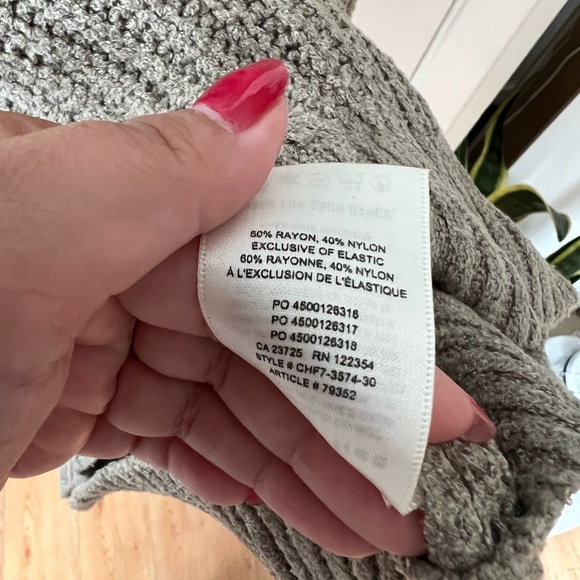 60% RAYON, 40% NYLON
EXCLUSIVE OF ELASTIC
60% RAYONNE, 40% NYLON
À L'EXCLUSION DE L'ÉLASTIQUE
PO 4500126316
PO 4500126317
PO 4500126318
CA 23725 RN 122354
STYLE # CHF7-3574-30
ARTICLE # 79352